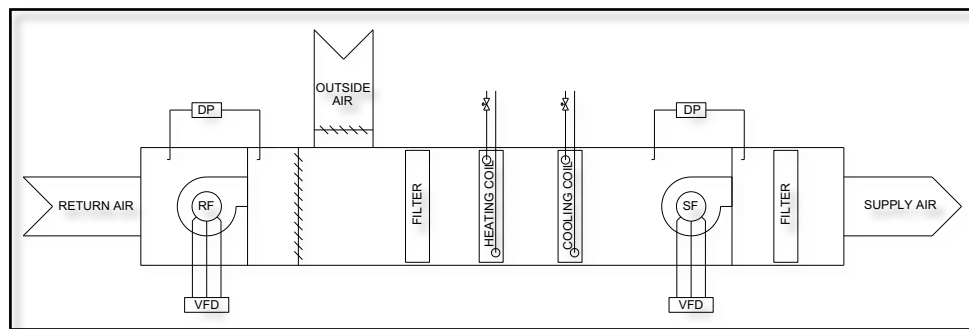 OUTSIDE
AIR
DP
DP
RETURN AIR
RF
FILTER
HEATING COIL
COOLING COIL
SF
FILTER
SUPPLY AIR
VFD
VFD